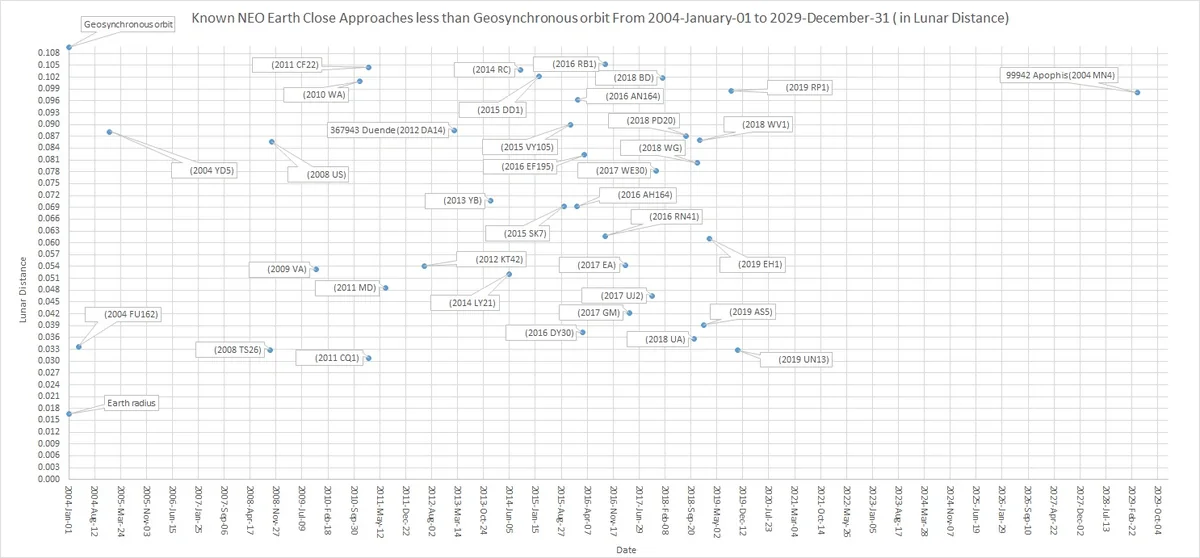 Known NEO Earth Close Approaches less than Geosynchronous orbit From 2004-January-01 to 2029-December-31 ( in Lunar Distance)
Geosynchronous orbit
(2011 CF22)
(2010 WA)
(2014 RC)
(2016 RB1)
(2018 BD)
(2015 DD1)
(2016 AN164)
(2019 RP1)
99942 Apophis(2004 MN4)
367943 Duende(2012 DA14)
(2018 PD20)
(2018 WV1)
(2015 VY105)
(2018 WG)
(2004 YD5)
(2008 US)
(2016 EF195)
(2017 WE30)
(2013 YB)
(2016 AH164)
(2016 RN41)
(2015 SK7)
(2009 VA)
(2012 KT42)
(2017 EA)
(2019 EH1)
(2011 MD)
(2014 LY21)
(2017 UJ2)
(2004 FU162)
(2017 GM)
(2019 AS5)
(2016 DY30)
(2018 UA)
(2008 TS26)
(2011 CQ1)
(2019 UN13)
Earth radius
Lunar Distance
0.108
0.105
0.102
0.099
0.096
0.093
0.090
0.087
0.084
0.081
0.078
0.075
0.072
0.069
0.066
0.063
0.060
0.057
0.054
0.051
0.048
0.045
0.042
0.039
0.036
0.033
0.030
0.027
0.024
0.021
0.018
0.015
0.012
0.009
0.006
0.003
0.000
2004-Jan-01
2004-Aug-12
2005-Mar-24
2005-Nov-03
2006-Jun-15
2007-Jan-25
2007-Sep-06
2008-Apr-17
2008-Nov-27
2009-Jul-09
2010-Feb-18
2010-Sep-30
2011-May-12
2011-Dec-22
2012-Aug-02
2013-Mar-14
2013-Oct-24
2014-Jun-05
2015-Jan-15
2015-Aug-27
2016-Apr-07
2016-Nov-17
2017-Jun-29
2018-Feb-08
2018-Sep-20
2019-May-02
2019-Dec-12
2020-Jul-23
2021-Mar-04
2021-Oct-14
2022-May-26
2023-Jan-05
2023-Aug-17
2024-Mar-28
2024-Nov-07
2025-Jun-19
2026-Jan-29
2026-Sep-10
2027-Apr-22
2027-Dec-02
2028-Jul-13
2029-Feb-22
2029-Oct-04
Date